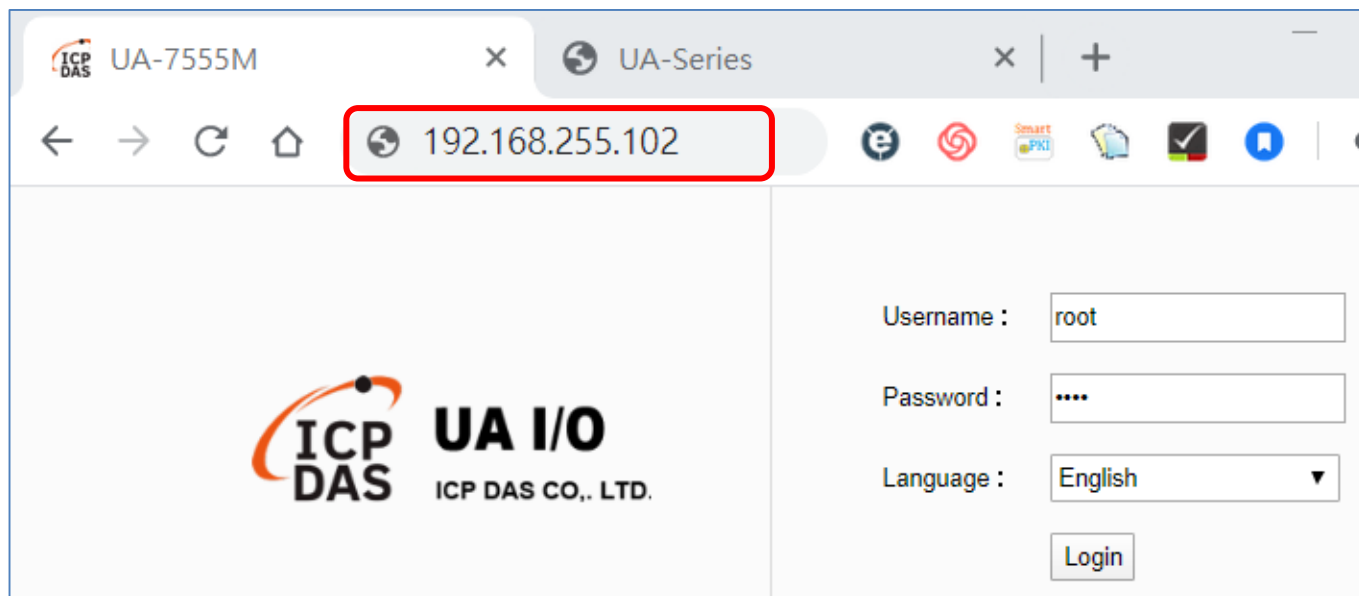 ICP DAS UA-7555M × UA-Series × +
192.168.255.102 Smart PKI
Username : root
Password : ••••
Language : English ▼
Login
ICP DAS
UA I/O
ICP DAS CO,. LTD.